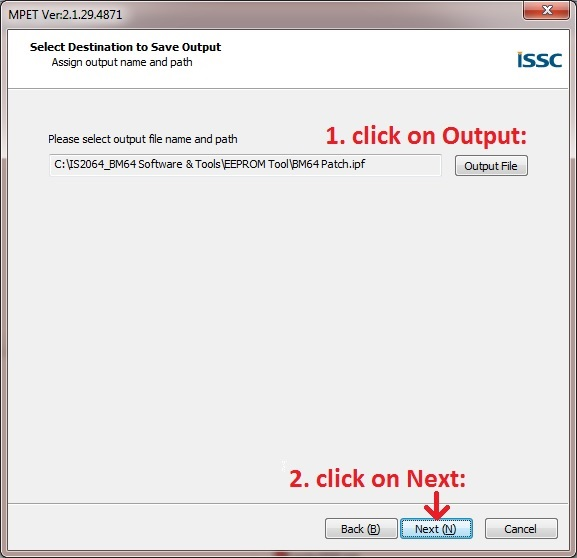 MPET Ver:2.1.29.4871
Select Destination to Save Output
Assign output name and path
ISSC
Please select output file name and path
1. click on Output:
C:\IS2064_BM64 Software & Tools\EEPROM Tool\BM64 Patch.ipf
Output File
2. click on Next:
Back (B)
Next (N)
Cancel